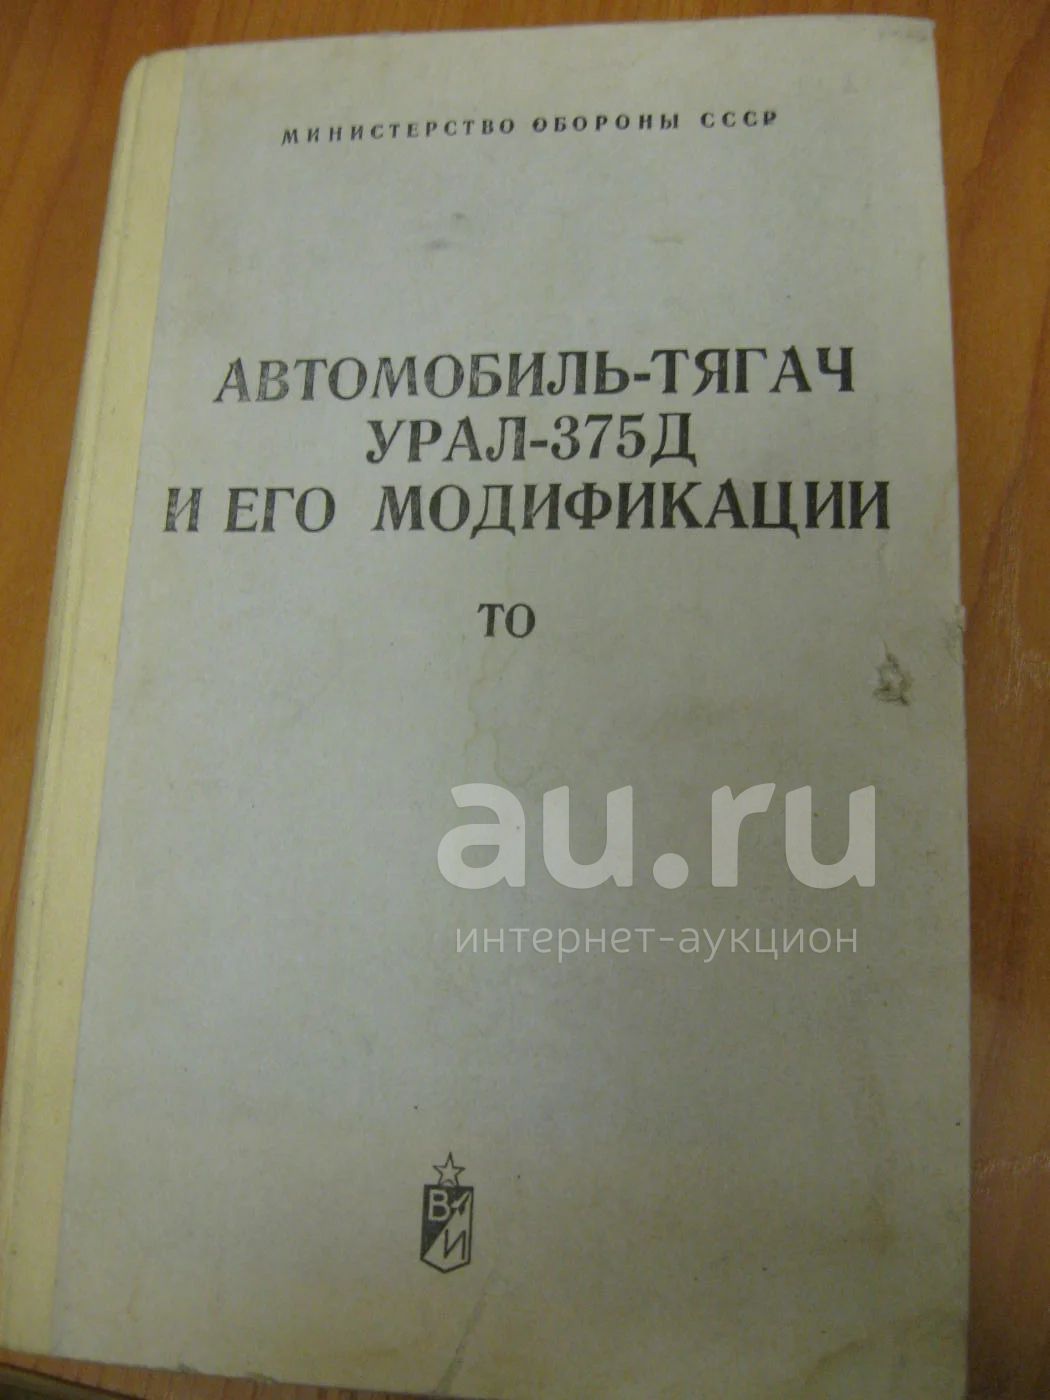 МИНИСТЕРСТВО ОБОРОНЫ СССР
АВТОМОБИЛЬ-ТЯГАЧ
УРАЛ-375Д
И ЕГО МОДИФИКАЦИИ
ТО
au.ru
интернет-аукцион
В
И